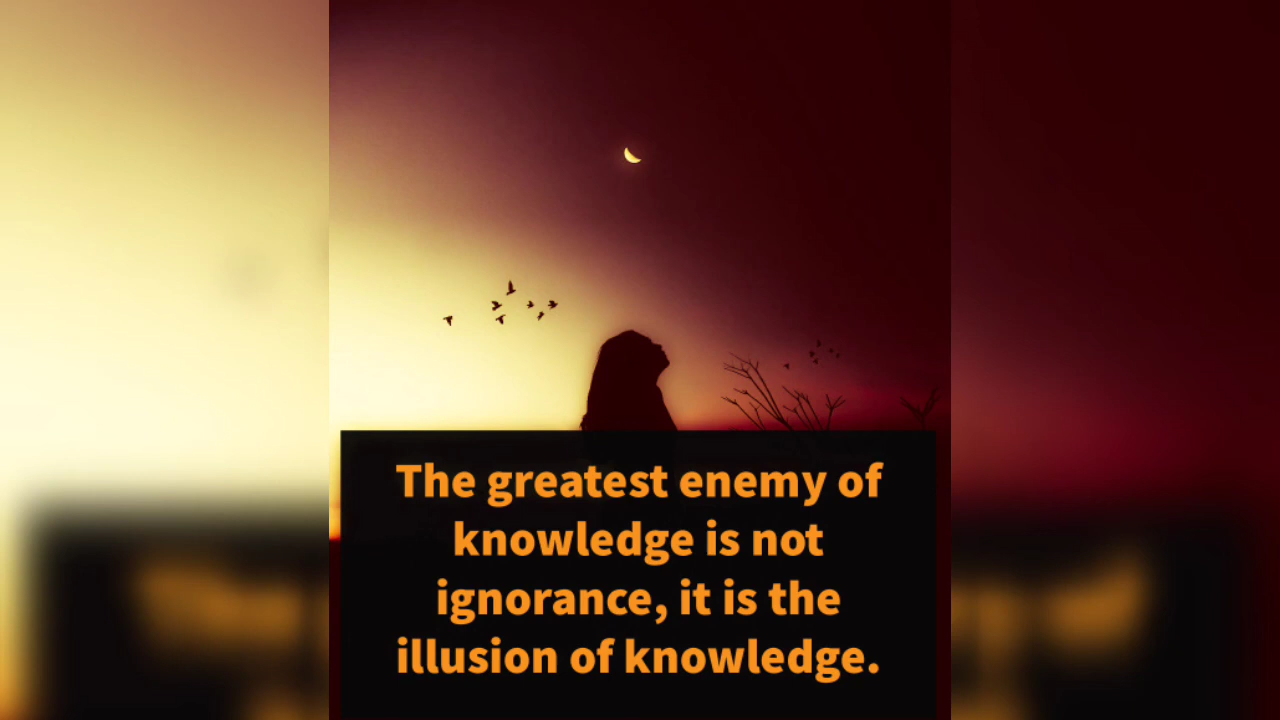 The greatest enemy of
knowledge is not
ignorance, it is the
illusion of knowledge.